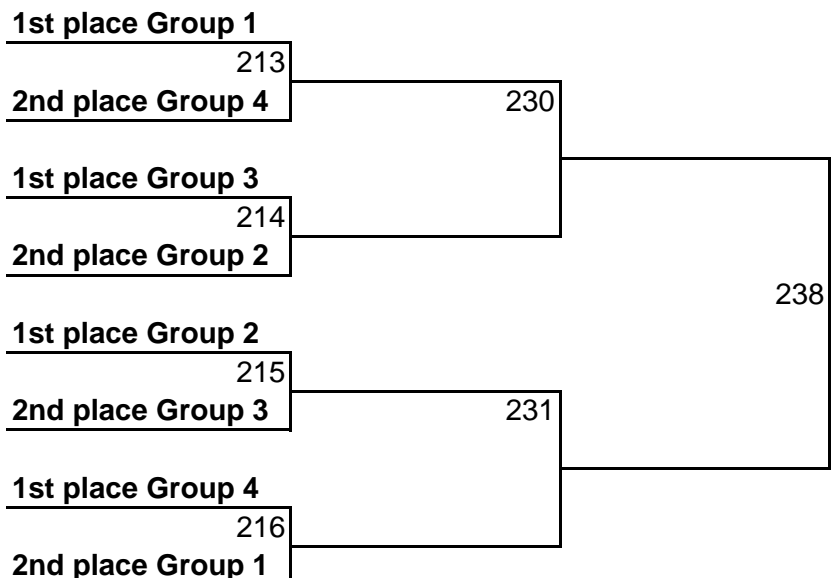 1st place Group 1
213
2nd place Group 4
230
1st place Group 3
214
2nd place Group 2
238
1st place Group 2
215
2nd place Group 3
231
1st place Group 4
216
2nd place Group 1